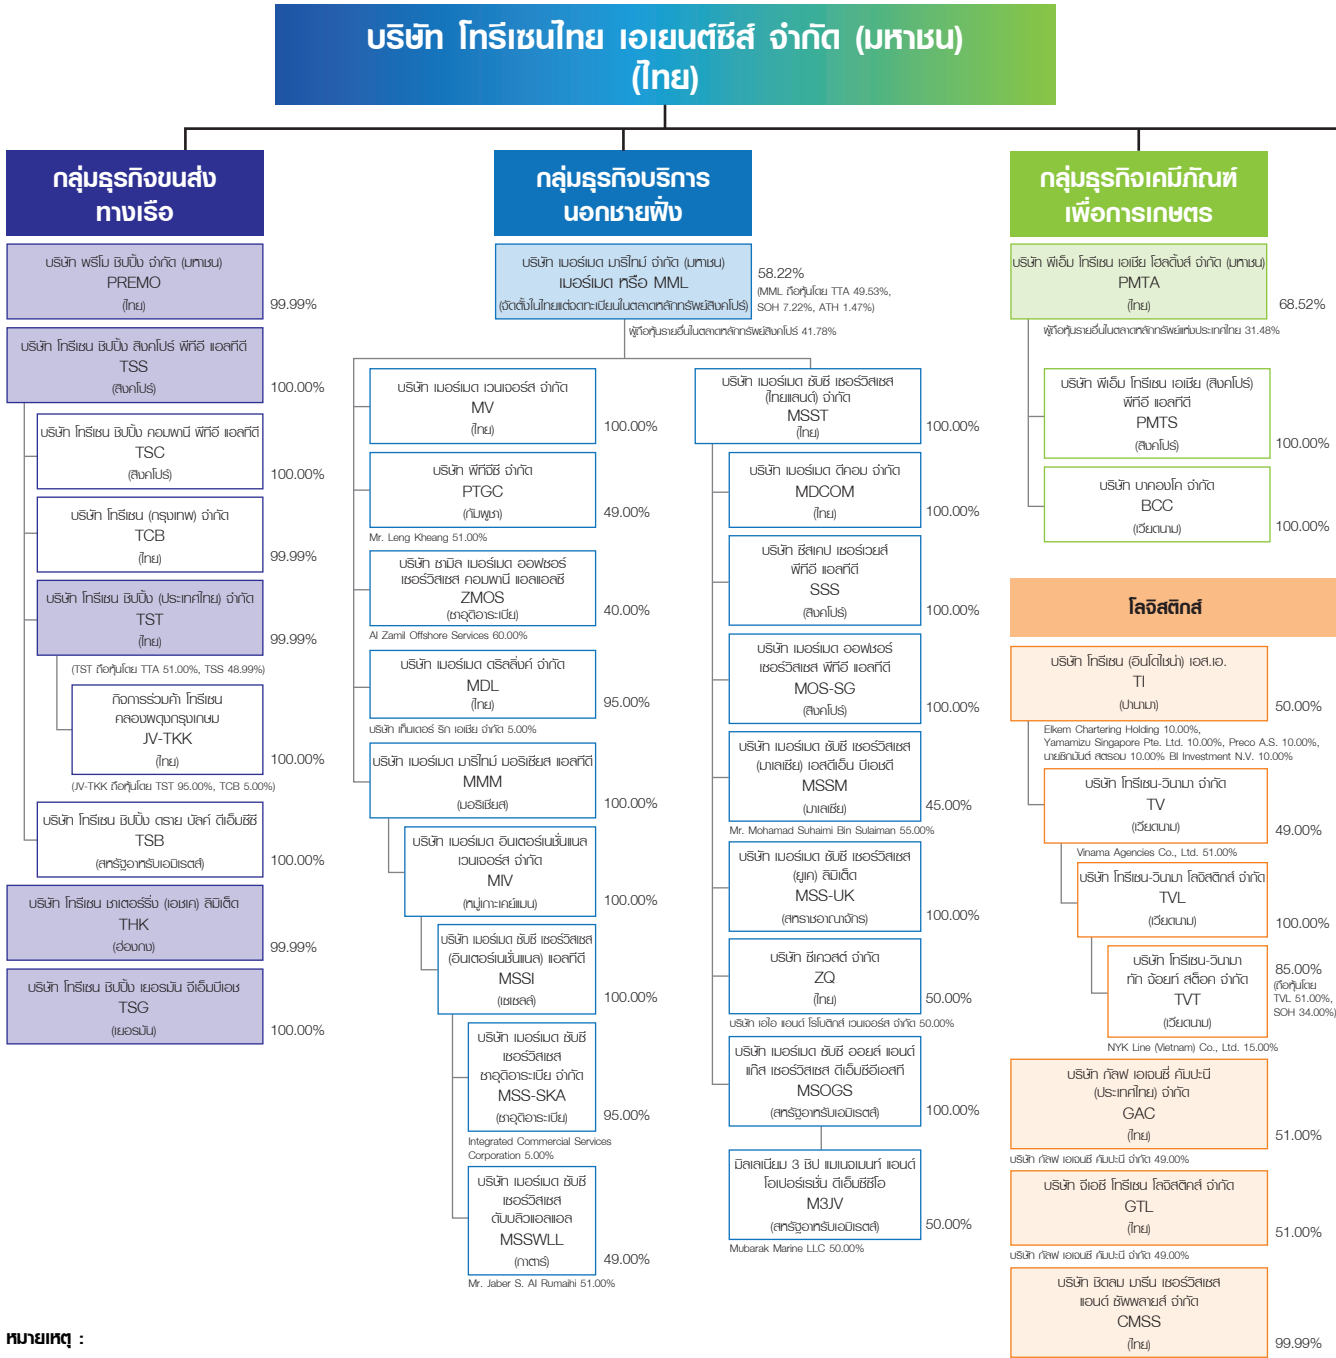 บริษัท โทรีเซนไทย เอเยนต์ซีส์ จำกัด (มหาชน)
(ไทย)
กลุ่มธุรกิจขนส่ง
ทางเรือ
บริษัท พรีโม ชิปปิ้ง จำกัด (มหาชน)
PREMO
(ไทย)
99.99%
บริษัท โทรีเซน ชิปปิ้ง สิงคโปร์ พีทีอี แอลทีดี
TSS
(สิงคโปร์)
100.00%
บริษัท โทรีเซน ชิปปิ้ง คอมพานี พีทีอี แอลทีดี
TSC
(สิงคโปร์)
100.00%
บริษัท โทรีเซน (กรุงเทพ) จำกัด
TCB
(ไทย)
99.99%
บริษัท โทรีเซน ชิปปิ้ง (ประเทศไทย) จำกัด
TST
(ไทย)
99.99%
(TST ถือหุ้นโดย TTA 51.00%, TSS 48.99%)
กิจการร่วมค้า โทรีเซน
คลองผดุงกรุงเกษม
JV-TKK
(ไทย)
100.00%
(JV-TKK ถือหุ้นโดย TST 95.00%, TCB 5.00%)
บริษัท โทรีเซน ชิปปิ้ง ดราย บัลค์ ดีเอ็มซีซี
TSB
(สหรัฐอาหรับเอมิเรตส์)
100.00%
บริษัท โทรีเซน ชาเตอร์ริ่ง (เอชเค) ลิมิเต็ด
THK
(ฮ่องกง)
99.99%
บริษัท โทรีเซน ชิปปิ้ง เยอรมัน จีเอ็มบีเอช
TSG
(เยอรมัน)
100.00%
กลุ่มธุรกิจบริการ
นอกชายฝั่ง
บริษัท เมอร์เมด มาริไทม์ จำกัด (มหาชน)
เมอร์เมด หรือ MML
(จัดตั้งในไทยแต่จดทะเบียนในตลาดหลักทรัพย์สิงคโปร์)
58.22%
(MML ถือหุ้นโดย TTA 49.53%,
SOH 7.22%, ATH 1.47%)
ผู้ถือหุ้นรายอื่นในตลาดหลักทรัพย์สิงคโปร์ 41.78%
บริษัท เมอร์เมด เวนเจอร์ส จำกัด
MV
(ไทย)
100.00%
บริษัท พีทีจีซี จำกัด
PTGC
(กัมพูชา)
49.00%
Mr. Leng Kheang 51.00%
บริษัท ซามิล เมอร์เมด ออฟชอร์
เซอร์วิสเซส คอมพานี แอลแอลซี
ZMOS
(ซาอุดิอาระเบีย)
40.00%
Al Zamil Offshore Services 60.00%
บริษัท เมอร์เมด ดริลลิ่งค์ จำกัด
MDL
(ไทย)
95.00%
บริษัท เท็นเดอร์ ริก เอเชีย จำกัด 5.00%
บริษัท เมอร์เมด มาริไทม์ มอริเชียส แอลทีดี
MMM
(มอริเชียส)
100.00%
บริษัท เมอร์เมด อินเตอร์เนชั่นแนล
เวนเจอร์ส จำกัด
MIV
(หมู่เกาะเคย์แมน)
100.00%
บริษัท เมอร์เมด ซับซี เซอร์วิสเซส
(อินเตอร์เนชั่นแนล) แอลทีดี
MSSI
(เซเชลส์)
100.00%
บริษัท เมอร์เมด ซับซี
เซอร์วิสเซส
ซาอุดิอาระเบีย จำกัด
MSS-SKA
(ซาอุดิอาระเบีย)
95.00%
Integrated Commercial Services
Corporation 5.00%
บริษัท เมอร์เมด ซับซี
เซอร์วิสเซส
ดับบลิวแอลแอล
MSSWLL
(กาตาร์)
49.00%
Mr. Jaber S. Al Rumaihi 51.00%
บริษัท เมอร์เมด ซับซี เซอร์วิสเซส
(ไทยแลนด์) จำกัด
MSST
(ไทย)
100.00%
บริษัท เมอร์เมด ดีคอม จำกัด
MDCOM
(ไทย)
100.00%
บริษัท ซีสเคป เซอร์เวยส์
พีทีอี แอลทีดี
SSS
(สิงคโปร์)
100.00%
บริษัท เมอร์เมด ออฟชอร์
เซอร์วิสเซส พีทีอี แอลทีดี
MOS-SG
(สิงคโปร์)
100.00%
บริษัท เมอร์เมด ซับซี เซอร์วิสเซส
(มาเลเซีย) เอสดีเอ็น บีเอชดี
MSSM
(มาเลเซีย)
45.00%
Mr. Mohamad Suhaimi Bin Sulaiman 55.00%
บริษัท เมอร์เมด ซับซี เซอร์วิสเซส
(ยูเค) ลิมิเต็ด
MSS-UK
(สหราชอาณาจักร)
100.00%
บริษัท ซีเควสต์ จำกัด
ZQ
(ไทย)
50.00%
บริษัท เอไอ แอนด์ โรโบติกส์ เวนเจอร์ส จำกัด 50.00%
บริษัท เมอร์เมด ซับซี ออยล์ แอนด์
แก๊ส เซอร์วิสเซส ดีเอ็มซีอีเอสที
MSOGS
(สหรัฐอาหรับเอมิเรตส์)
100.00%
มิลเลเนียม 3 ชิป แมเนจเมนท์ แอนด์
โอเปอร์เรชั่น ดีเอ็มซีซีโอ
M3JV
(สหรัฐอาหรับเอมิเรตส์)
50.00%
Mubarak Marine LLC 50.00%
กลุ่มธุรกิจเคมีภัณฑ์
เพื่อการเกษตร
บริษัท พีเอ็ม โทรีเซน เอเชีย โฮลดิ้งส์ จำกัด (มหาชน)
PMTA
(ไทย)
68.52%
ผู้ถือหุ้นรายอื่นในตลาดหลักทรัพย์แห่งประเทศไทย 31.48%
บริษัท พีเอ็ม โทรีเซน เอเชีย (สิงคโปร์)
พีทีอี แอลทีดี
PMTS
(สิงคโปร์)
100.00%
บริษัท บาคองโค จำกัด
BCC
(เวียดนาม)
100.00%
โลจิสติกส์
บริษัท โทรีเซน (อินโดไชน่า) เอส.เอ.
TI
(ปานามา)
50.00%
Elkem Chartering Holding 10.00%,
Yamamizu Singapore Pte. Ltd. 10.00%, Preco A.S. 10.00%,
นายซิกมันต์ สตรอม 10.00% BI Investment N.V. 10.00%
บริษัท โทรีเซน-วินามา จำกัด
TV
(เวียดนาม)
49.00%
Vinama Agencies Co., Ltd. 51.00%
บริษัท โทรีเซน-วินามา โลจิสติกส์ จำกัด
TVL
(เวียดนาม)
100.00%
บริษัท โทรีเซน-วินามา
ทัก จ้อยท์ สต็อค จำกัด
TVT
(เวียดนาม)
85.00%
(ถือหุ้นโดย
TVL 51.00%,
SOH 34.00%)
NYK Line (Vietnam) Co., Ltd. 15.00%
บริษัท กัลฟ เอเจนซี่ คัมปะนี
(ประเทศไทย) จำกัด
GAC
(ไทย)
51.00%
บริษัท กัลฟ เอเจนซี คัมปะนี จำกัด 49.00%
บริษัท จีเอซี โทรีเซน โลจิสติคส์ จำกัด
GTL
(ไทย)
51.00%
บริษัท กัลฟ เอเจนซี คัมปะนี จำกัด 49.00%
บริษัท ชิดลม มารีน เซอร์วิสเซส
แอนด์ ซัพพลายส์ จำกัด
CMSS
(ไทย)
99.99%
หมายเหตุ :